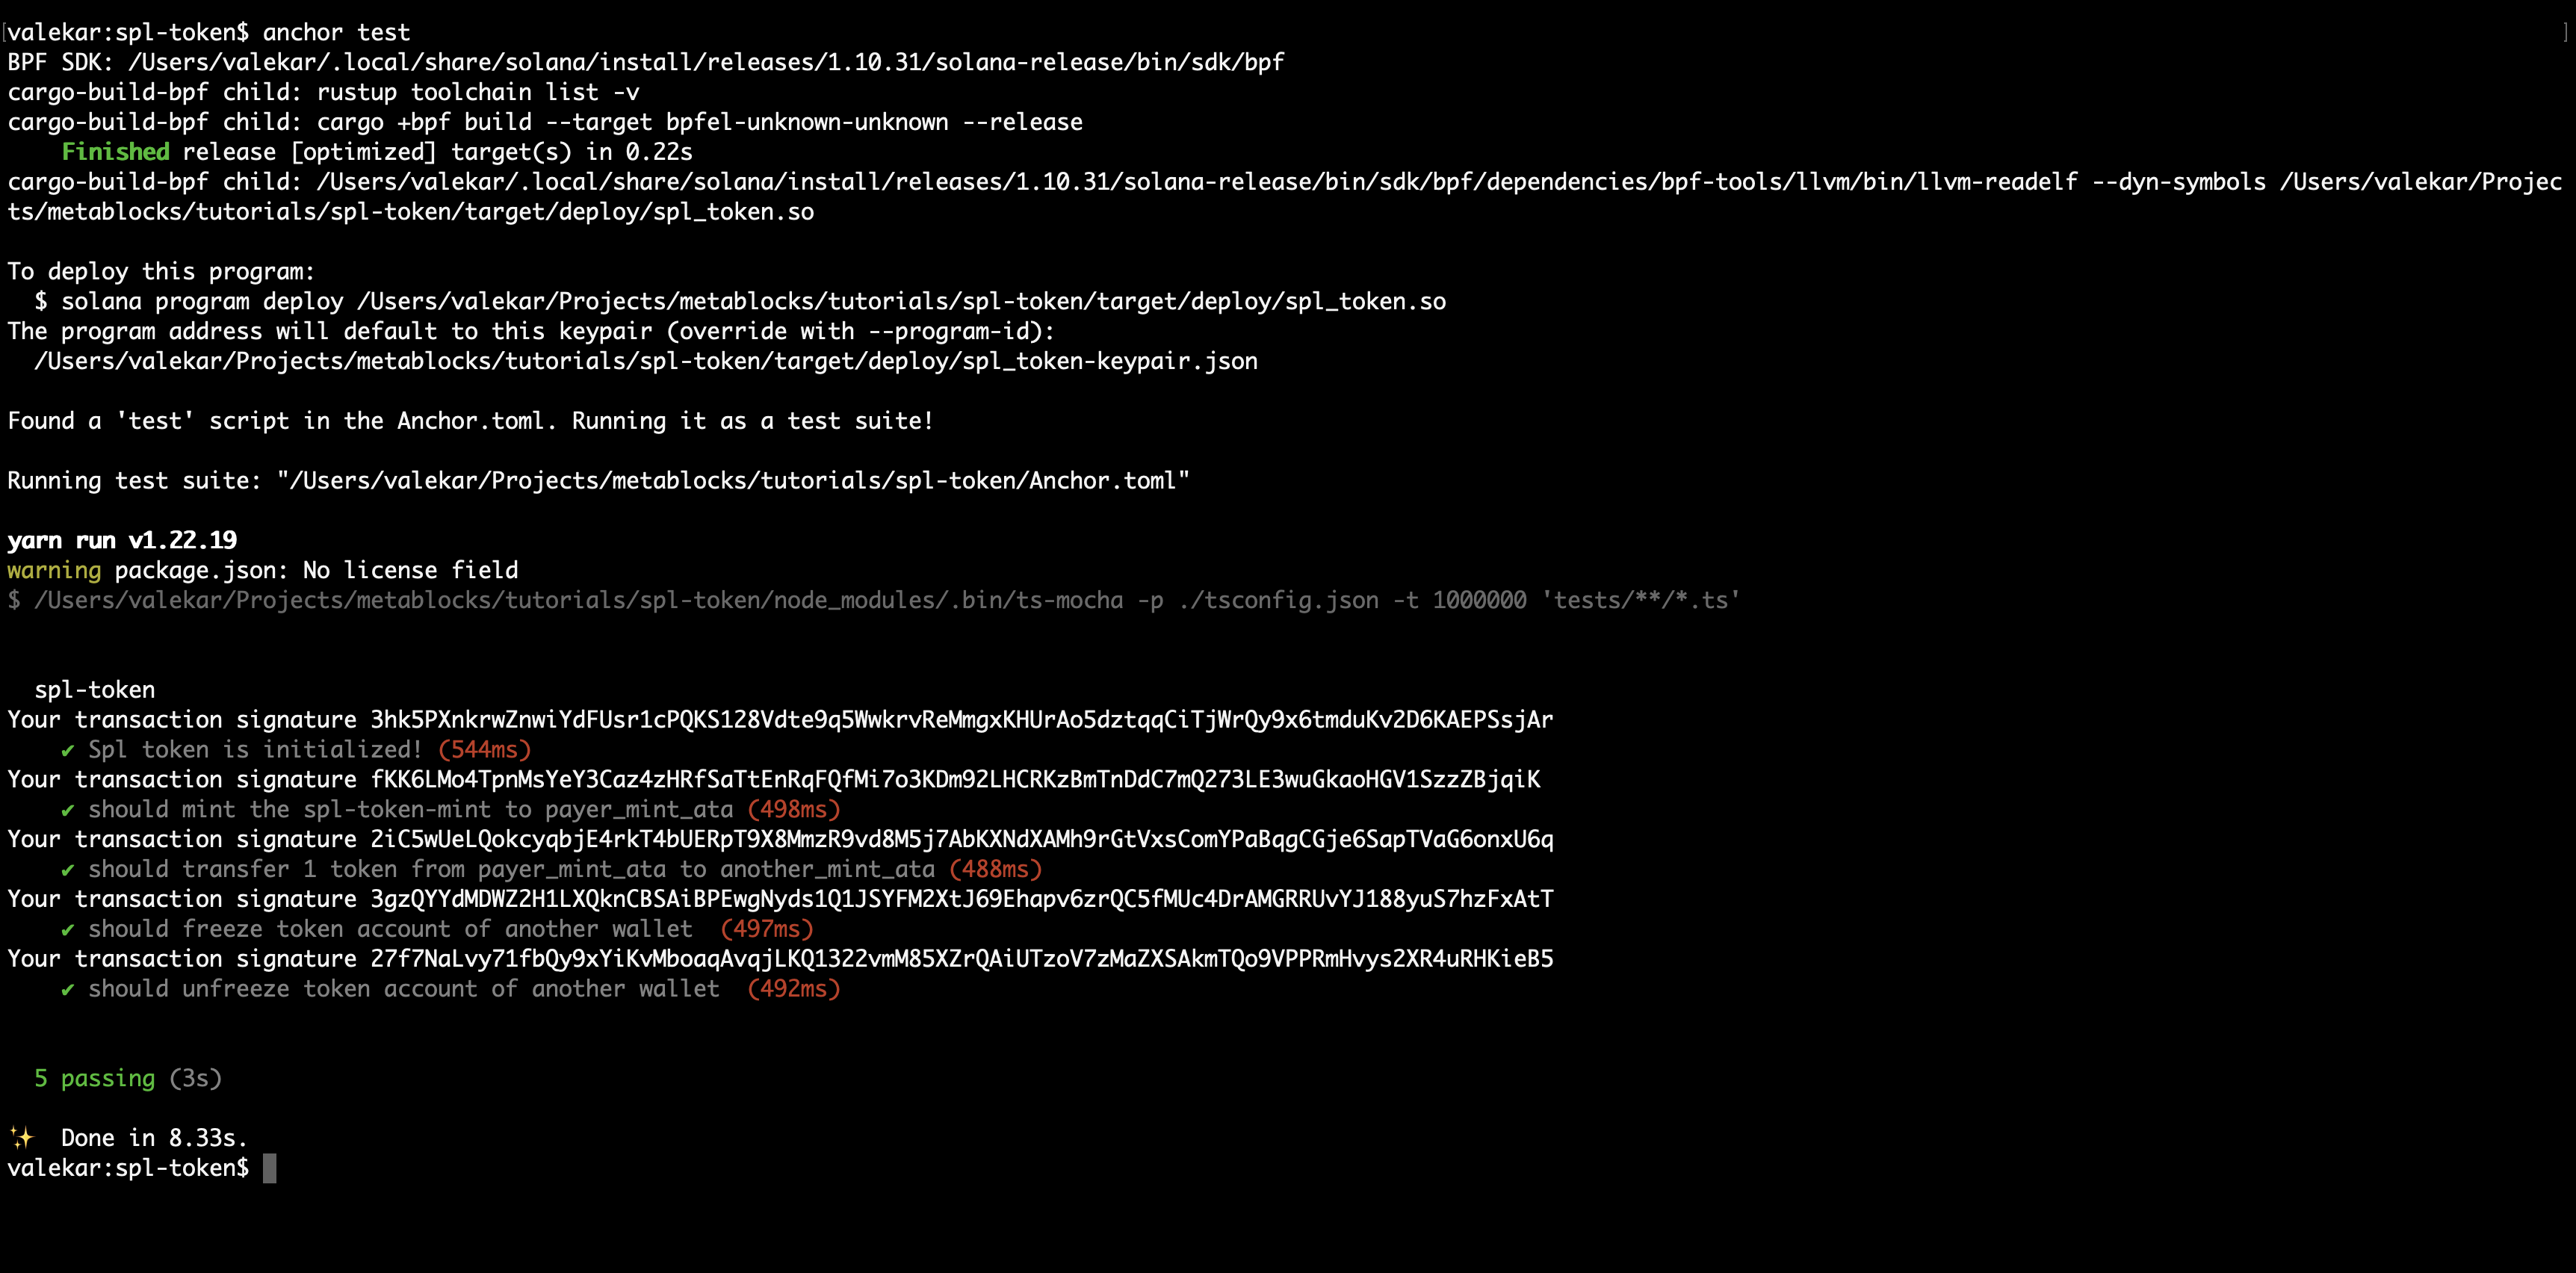 valekar:spl-token$ anchor test
BPF SDK: /Users/valekar/.local/share/solana/install/releases/1.10.31/solana-release/bin/sdk/bpf
cargo-build-bpf child: rustup toolchain list -v
cargo-build-bpf child: cargo +bpf build --target bpfel-unknown-unknown --release
Finished release [optimized] target(s) in 0.22s
cargo-build-bpf child: /Users/valekar/.local/share/solana/install/releases/1.10.31/solana-release/bin/sdk/bpf/dependencies/bpf-tools/llvm/bin/llvm-readelf --dyn-symbols /Users/valekar/Projec
ts/metablocks/tutorials/spl-token/target/deploy/spl_token.so
To deploy this program:
$ solana program deploy /Users/valekar/Projects/metablocks/tutorials/spl-token/target/deploy/spl_token.so
The program address will default to this keypair (override with --program-id):
/Users/valekar/Projects/metablocks/tutorials/spl-token/target/deploy/spl_token-keypair.json
Found a 'test' script in the Anchor.toml. Running it as a test suite!
Running test suite: "/Users/valekar/Projects/metablocks/tutorials/spl-token/Anchor.toml"
yarn run v1.22.19
warning package.json: No license field
$ /Users/valekar/Projects/metablocks/tutorials/spl-token/node_modules/.bin/ts-mocha -p ./tsconfig.json -t 1000000 'tests/**/*.ts'
spl-token
Your transaction signature 3hk5PXnkrwZnwiYdFUsr1cPQKS128Vdte9q5WwkrvReMmgxKHUrAo5dztqqCiTjWrQy9x6tmduKv2D6KAEPSsjAr
✔ Spl token is initialized! (544ms)
Your transaction signature fKK6LMo4TpnMsYeY3Caz4zHRfSaTtEnRqFQfMi7o3KDm92LHCRKzBmTnDdC7mQ273LE3wuGkaoHGV1SzzZBjqiK
✔ should mint the spl-token-mint to payer_mint_ata (498ms)
Your transaction signature 2iC5wUeLQokcyqbjE4rkT4bUERpT9X8MmzR9vd8M5j7AbKXNdXAMh9rGtVxsComYPaBqgCGje6SapTVaG6onxU6q
✔ should transfer 1 token from payer_mint_ata to another_mint_ata (488ms)
Your transaction signature 3gzQYYdMDWZ2H1LXQknCBSAiBPEwgNyds1Q1JSYFM2XtJ69Ehapv6zrQC5fMUc4DrAMGRRUvYJ188yuS7hzFxAtT
✔ should freeze token account of another wallet (497ms)
Your transaction signature 27f7NaLvy71fbQy9xYiKvMboaqAvqjLKQ1322vmM85XZrQAiUTzoV7zMaZXSAkmTQo9VPPRmHvys2XR4uRHKieB5
✔ should unfreeze token account of another wallet (492ms)
5 passing (3s)
✨ Done in 8.33s.
valekar:spl-token$